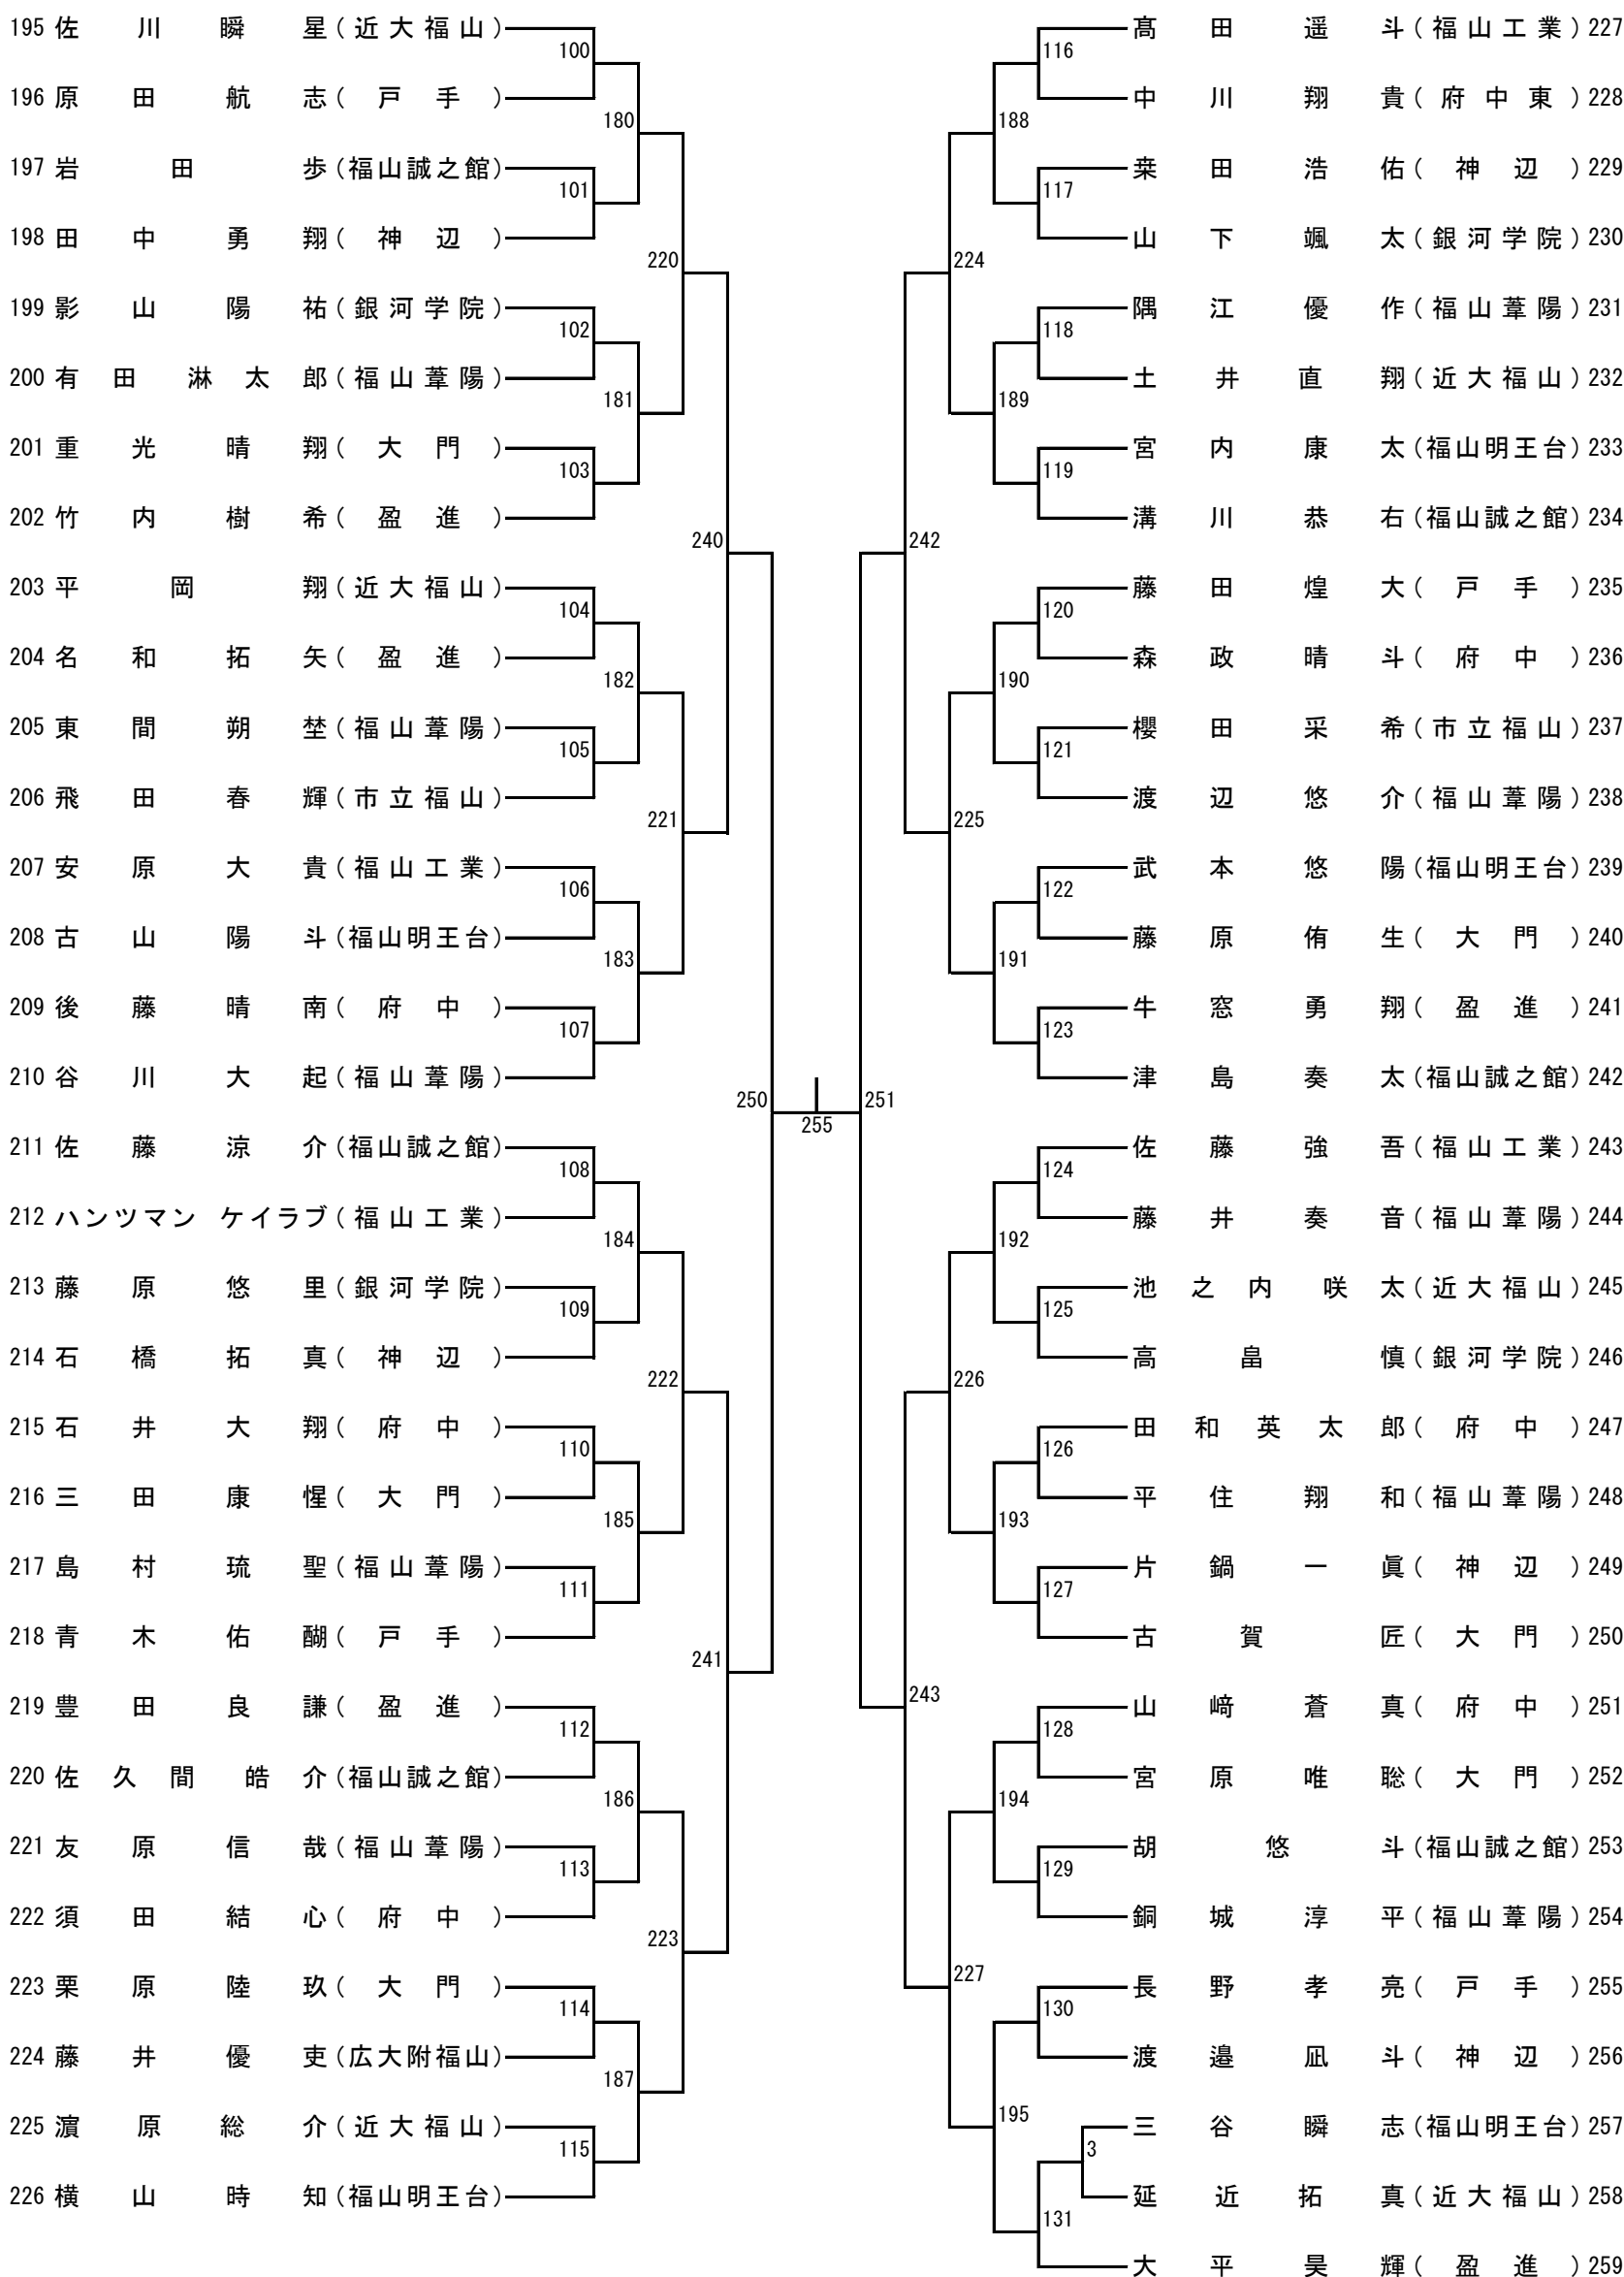 195 佐川瞬星(近大福山)
196 原田航志(戸手)
197 岩田歩(福山誠之館)
198 田中勇翔(神辺)
199 影山陽祐(銀河学院)
200 有田淋太郎(福山葦陽)
201 重光晴翔(大門)
202 竹内樹希(盈進)
203 平岡翔(近大福山)
204 名和拓矢(盈進)
205 東間朔埜(福山葦陽)
206 飛田春輝(市立福山)
207 安原大貴(福山工業)
208 古山陽斗(福山明王台)
209 後藤晴南(府中)
210 谷川大起(福山葦陽)
211 佐藤涼介(福山誠之館)
212 ハンツマン ケイラブ(福山工業)
213 藤原悠里(銀河学院)
214 石橋拓真(神辺)
215 石井大翔(府中)
216 三田康惺(大門)
217 島村琉聖(福山葦陽)
218 青木佑醐(戸手)
219 豊田良謙(盈進)
220 佐久間皓介(福山誠之館)
221 友原信哉(福山葦陽)
222 須田結心(府中)
223 栗原陸玖(大門)
224 藤井優吏(広大附福山)
225 濵原総介(近大福山)
226 横山時知(福山明王台)
100
101
102
103
104
105
106
107
108
109
110
111
112
113
114
115
180
181
182
183
184
185
186
187
220
221
222
223
240
241
250
255
251
242
243
224
225
226
227
188
189
190
191
192
193
194
195
116
117
118
119
120
121
122
123
124
125
126
127
128
129
130
3
131
髙田遥斗(福山工業) 227
中川翔貴(府中東) 228
桒田浩佑(神辺) 229
山下颯太(銀河学院) 230
隅江優作(福山葦陽) 231
土井直翔(近大福山) 232
宮内康太(福山明王台) 233
溝川恭右(福山誠之館) 234
藤田煌大(戸手) 235
森政晴斗(府中) 236
櫻田采希(市立福山) 237
渡辺悠介(福山葦陽) 238
武本悠陽(福山明王台) 239
藤原侑生(大門) 240
牛窓勇翔(盈進) 241
津島奏太(福山誠之館) 242
佐藤強吾(福山工業) 243
藤井奏音(福山葦陽) 244
池之内咲太(近大福山) 245
高畠慎(銀河学院) 246
田和英太郎(府中) 247
平住翔和(福山葦陽) 248
片鍋一眞(神辺) 249
古賀匠(大門) 250
山﨑蒼真(府中) 251
宮原唯聡(大門) 252
胡悠斗(福山誠之館) 253
銅城淳平(福山葦陽) 254
長野孝亮(戸手) 255
渡邉凪斗(神辺) 256
三谷瞬志(福山明王台) 257
延近拓真(近大福山) 258
大平昊輝(盈進) 259